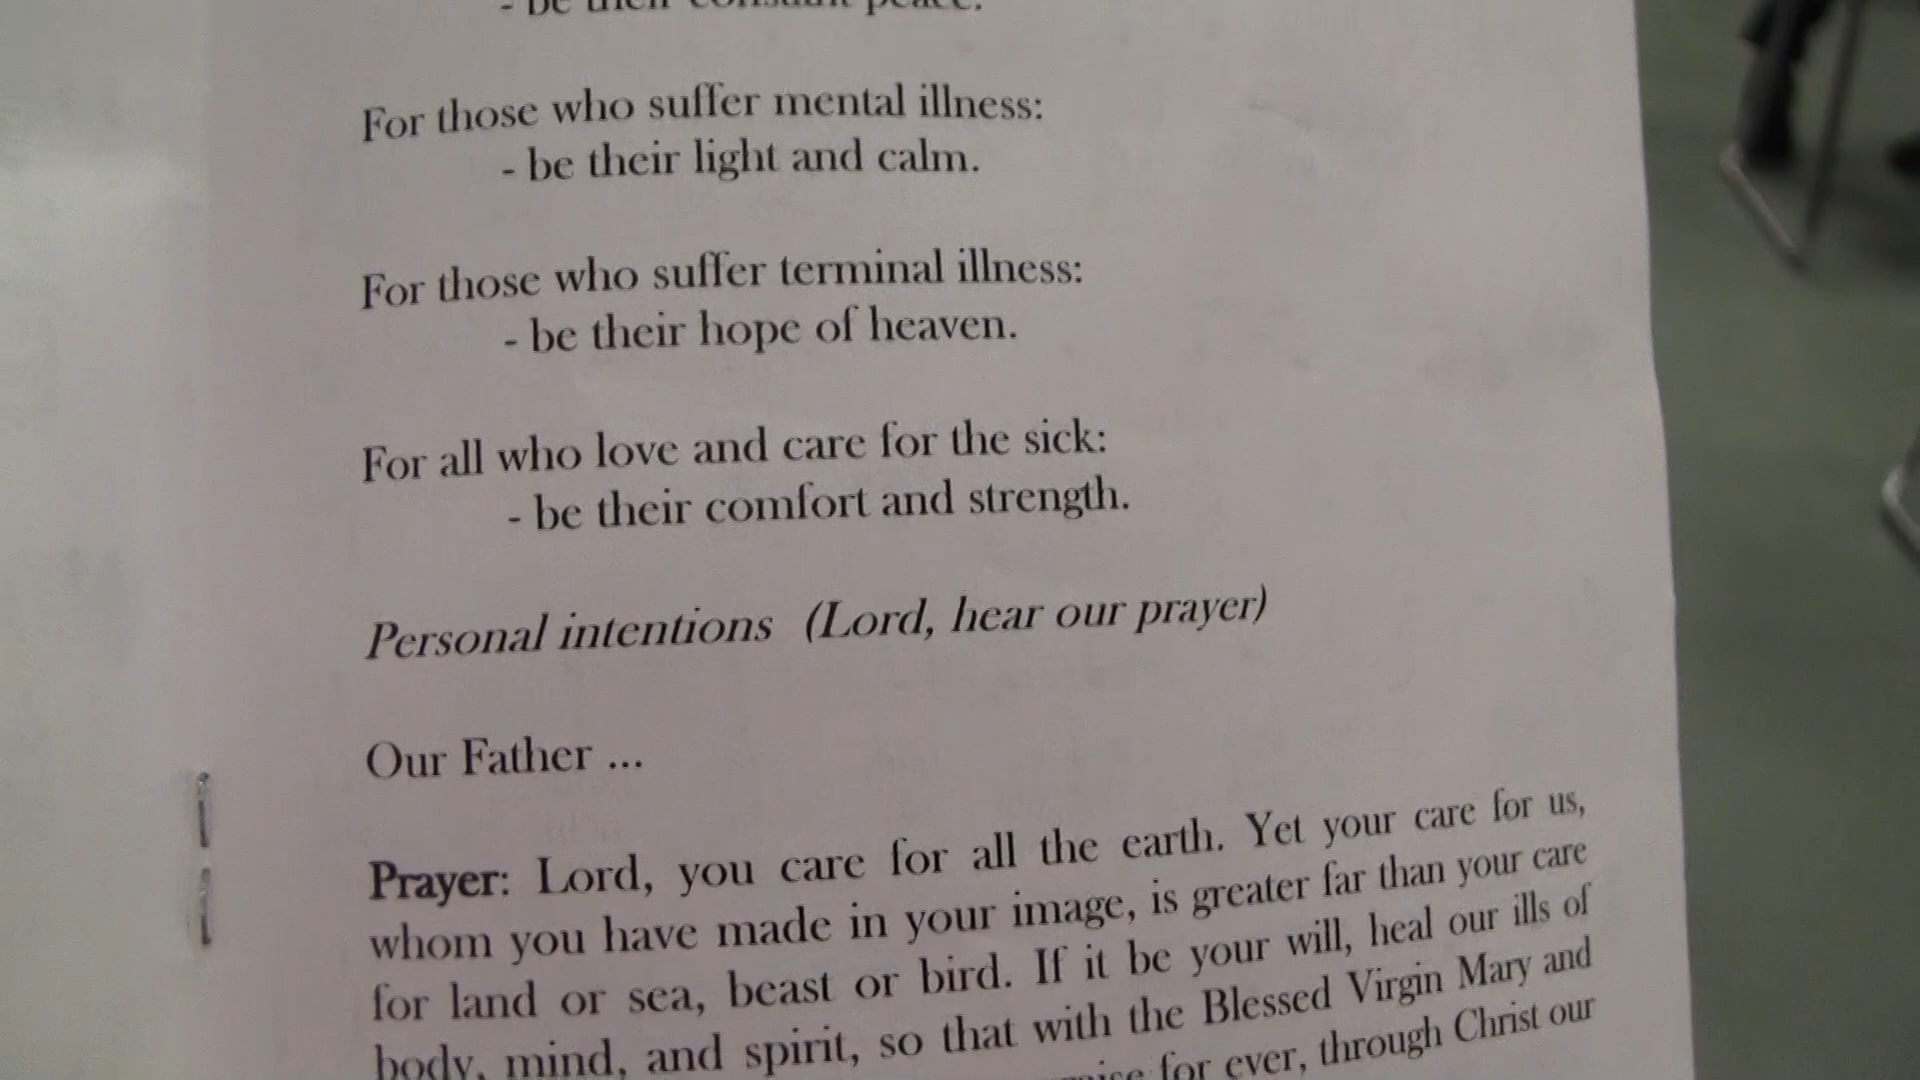 - be their constant peace.
For those who suffer mental illness:
- be their light and calm.
For those who suffer terminal illness:
- be their hope of heaven.
For all who love and care for the sick:
- be their comfort and strength.
Personal intentions (Lord, hear our prayer)
Our Father ...
Prayer: Lord, you care for all the earth. Yet your care for us,
whom you have made in your image, is greater far than your care
for land or sea, beast or bird. If it be your will, heal our ills of
body, mind, and spirit, so that with the Blessed Virgin Mary and
for ever, through Christ our